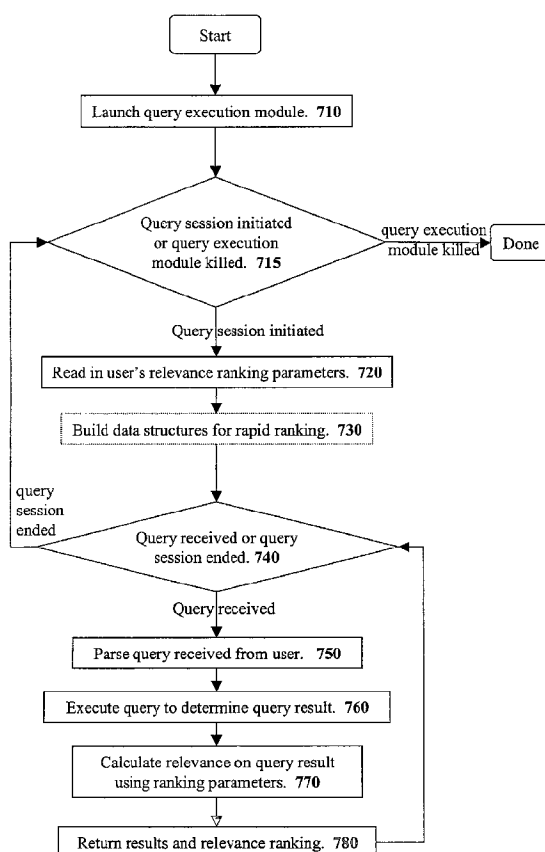 Start
Launch query execution module. 710
Query session initiated
or query execution
module killed. 715
query execution
module killed
Done
Query session initiated
Read in user's relevance ranking parameters. 720
Build data structures for rapid ranking. 730
query
session
ended
Query received or query
session ended. 740
Query received
Parse query received from user. 750
Execute query to determine query result. 760
Calculate relevance on query result
using ranking parameters. 770
Return results and relevance ranking. 780